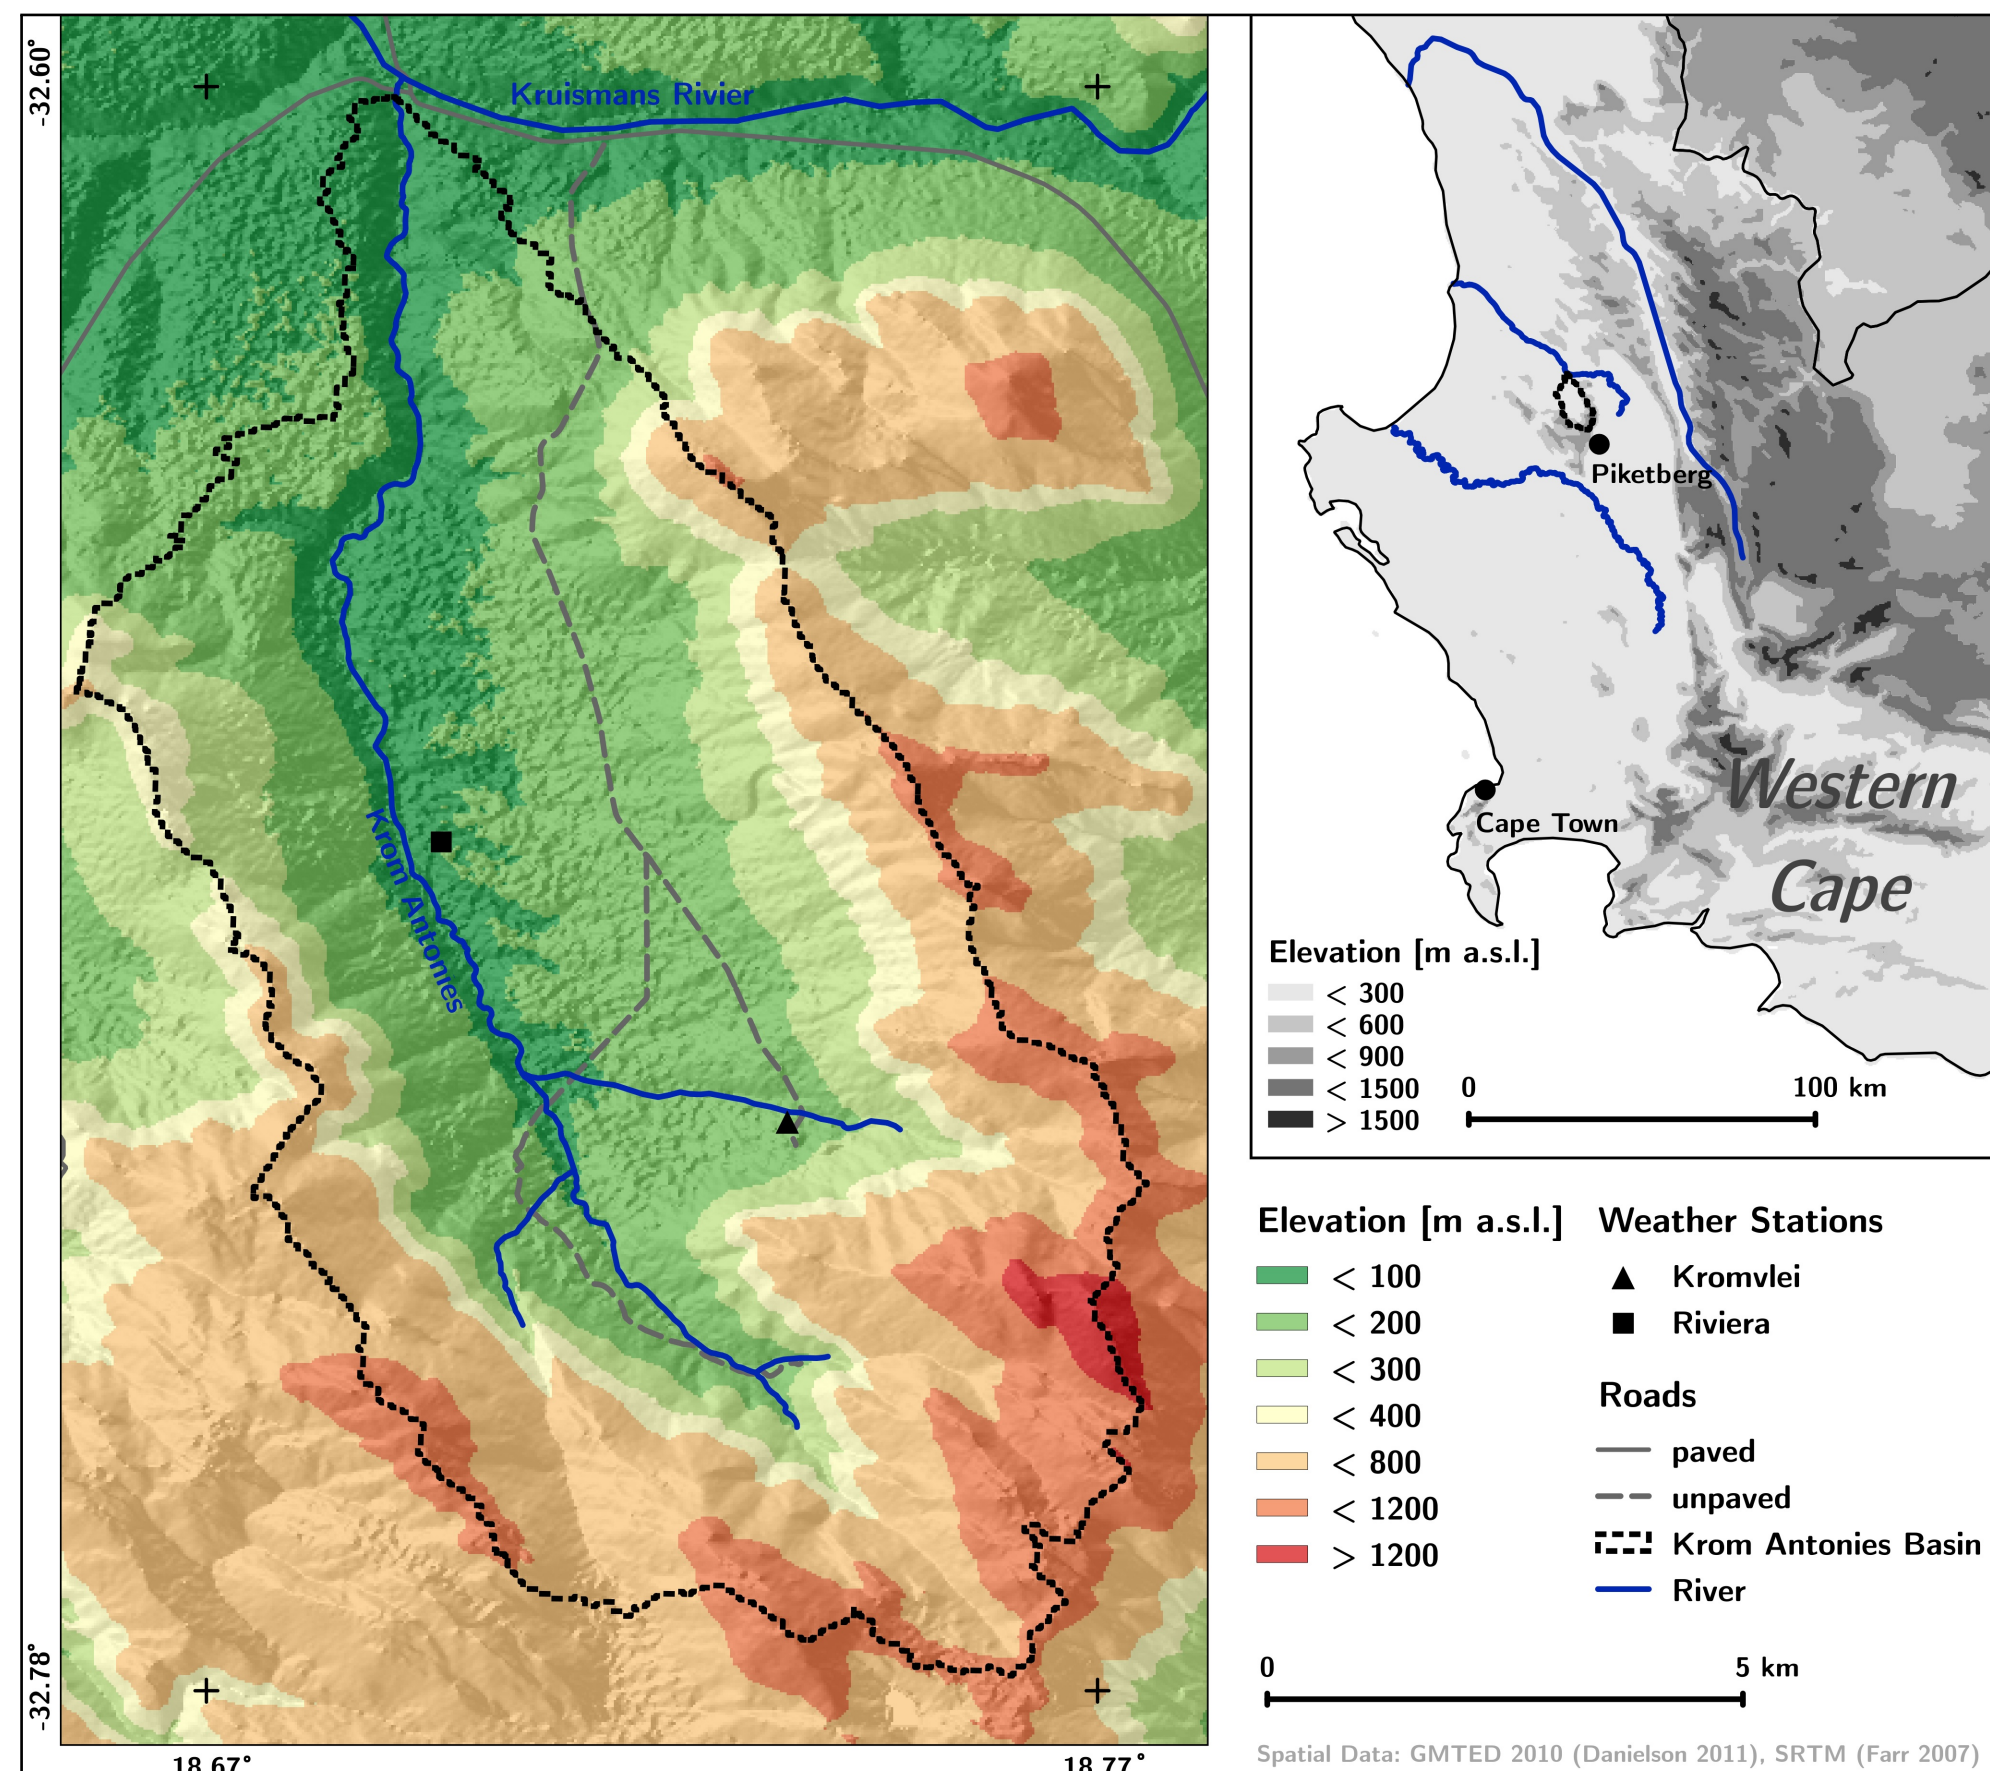 -32.60°
Kruismans Rivier
Krom Antonies
-32.78°
18.67°
18.77°
Piketberg
Cape Town
Western
Cape
Elevation [m a.s.l.]
< 300
< 600
< 900
< 1500
> 1500
0
100 km
Elevation [m a.s.l.]
< 100
< 200
< 300
< 400
< 800
< 1200
> 1200
Weather Stations
Kromvlei
Riviera
Roads
paved
unpaved
Krom Antonies Basin
River
0
5 km
Spatial Data: GMTED 2010 (Danielson 2011), SRTM (Farr 2007)